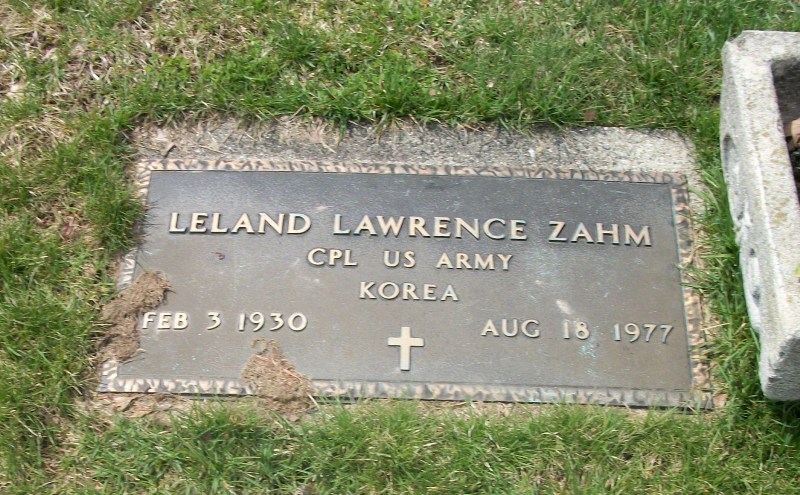 LELAND LAWRENCE ZAHM
CPL US ARMY
KOREA
FEB 3 1930 AUG 18 1977